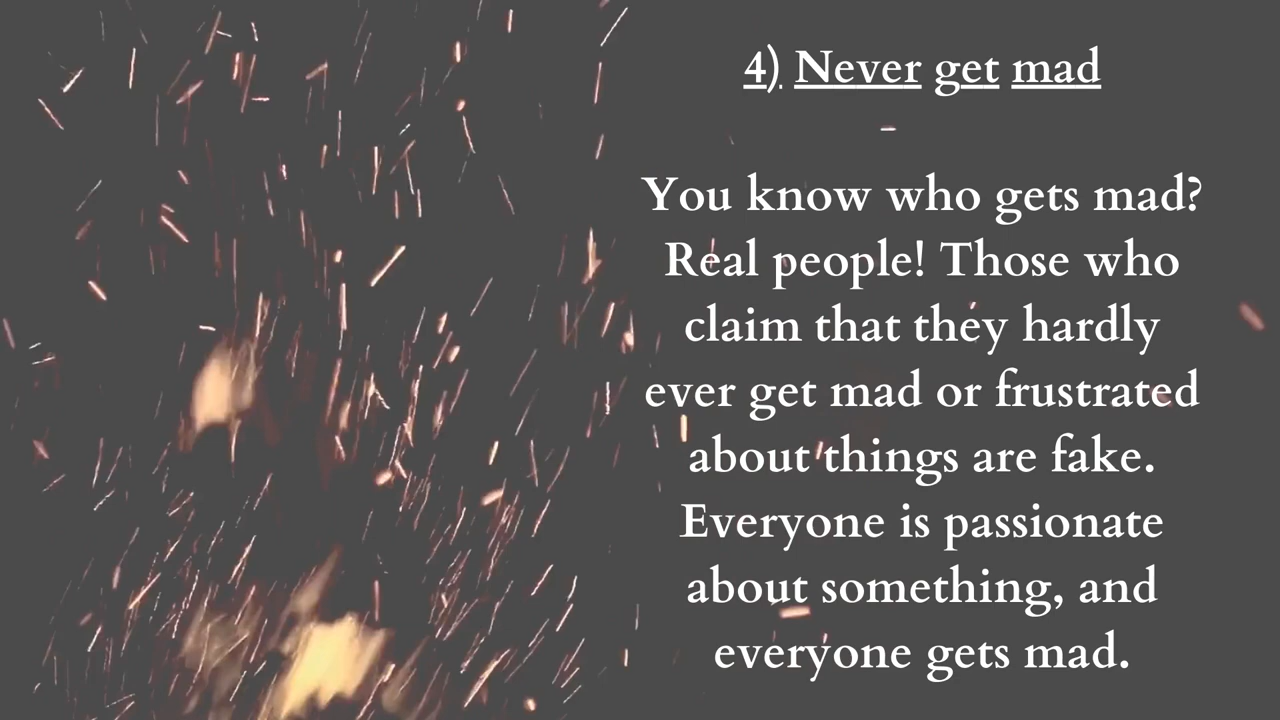 4) Never get mad
You know who gets mad?
Real people! Those who
claim that they hardly
ever get mad or frustrated
about things are fake.
Everyone is passionate
about something, and
everyone gets mad.